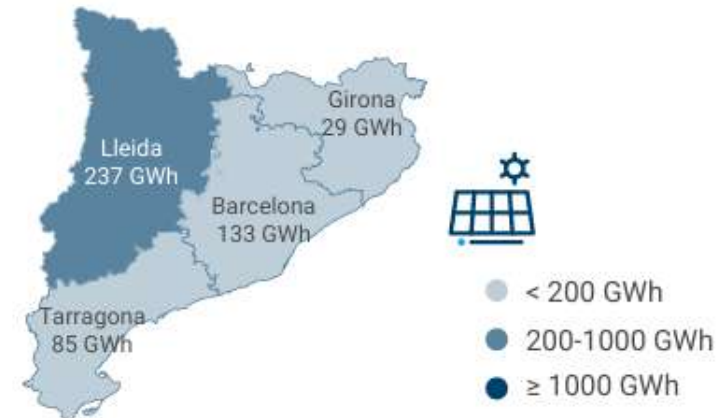 Girona
29 GWh
Lleida
237 GWh
Barcelona
133 GWh
Tarragona
85 GWh
< 200 GWh
200-1000 GWh
≥ 1000 GWh